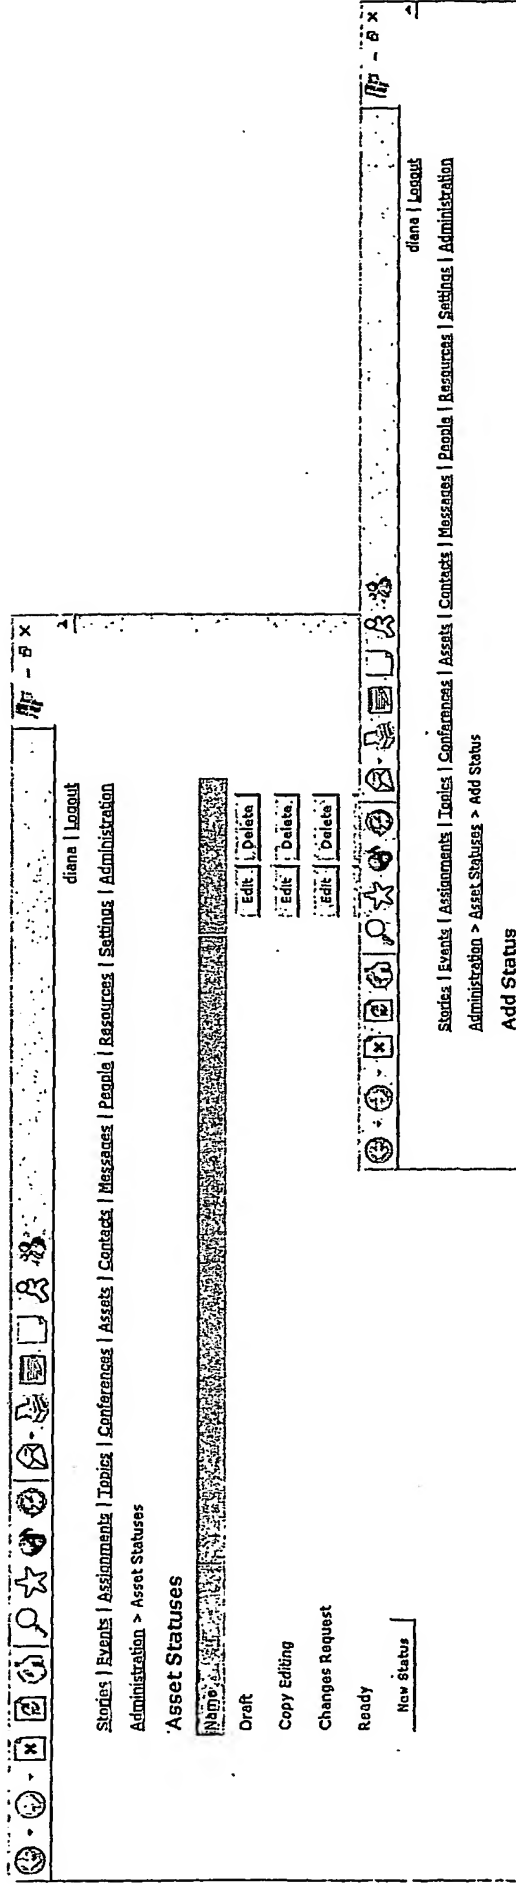 diana | Logout
Stories | Events | Assignments | Topics | Conferences | Assets | Contacts | Messages | People | Resources | Settings | Administration
Administration > Asset Statuses
Asset Statuses
Name
Draft Edit Delete
Copy Editing Edit Delete
Changes Request Edit Delete
Ready
New Status
diana | Logout
Stories | Events | Assignments | Topics | Conferences | Assets | Contacts | Messages | People | Resources | Settings | Administration
Administration > Asset Statuses > Add Status
Add Status